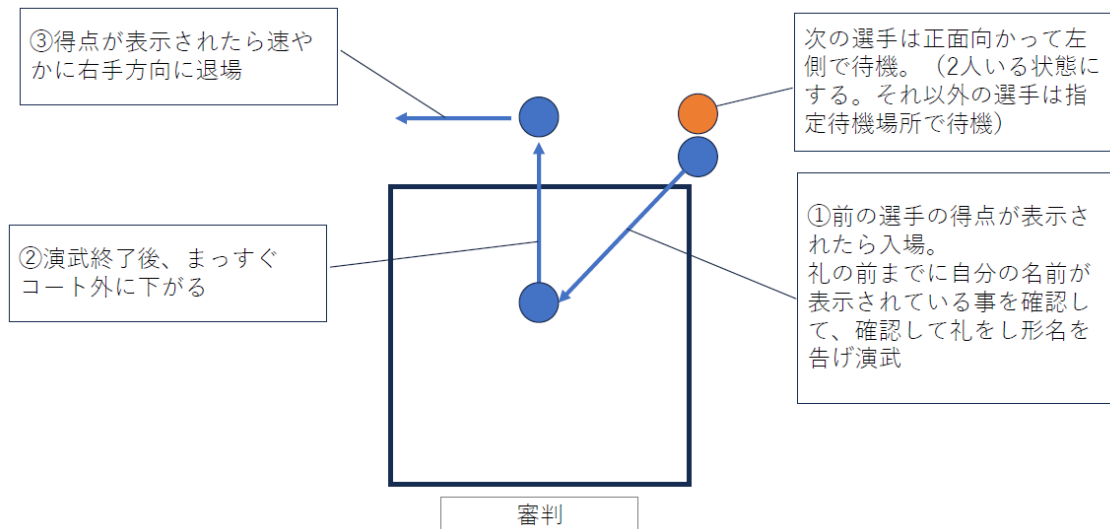 ③得点が表示されたら速や
かに右手方向に退場
次の選手は正面向かって左
側で待機。（2人いる状態に
する。それ以外の選手は指
定待機場所で待機）
①前の選手の得点が表示さ
れたら入場。
礼の前までに自分の名前が
表示されている事を確認し
て、確認して礼をし形名を
告げ演武
②演武終了後、まっすぐ
コート外に下がる
審判